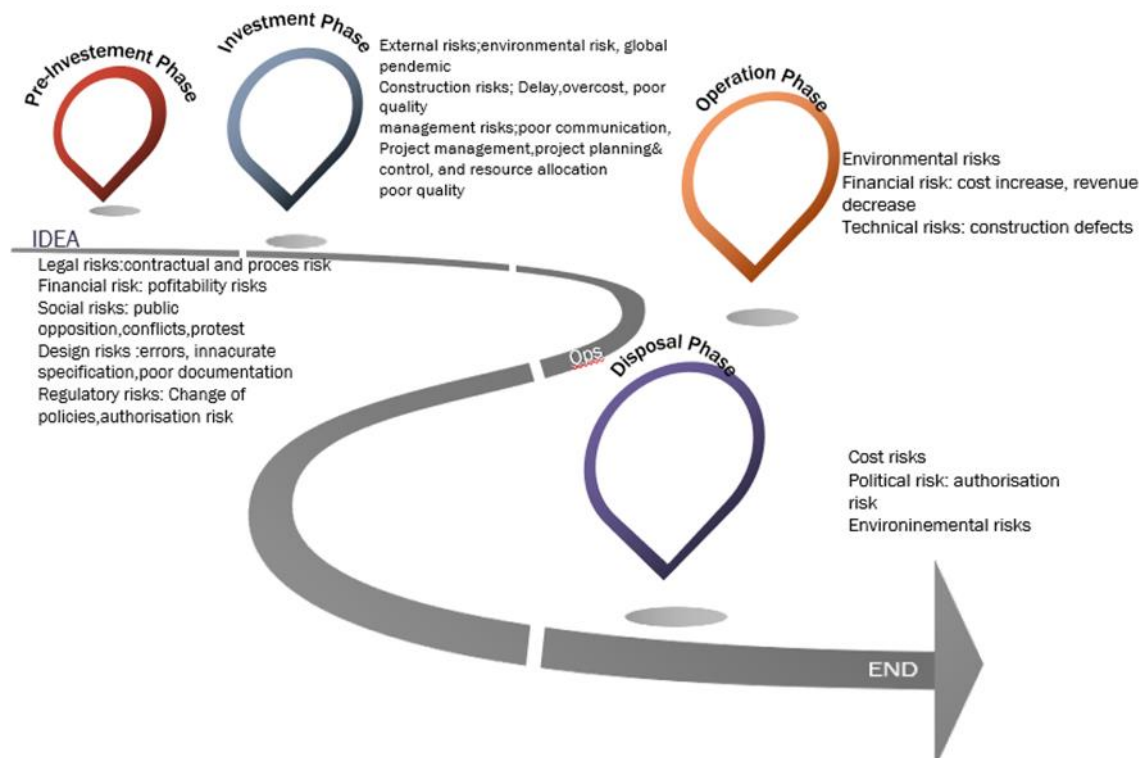 Pre-Investement Phase
IDEA
Legal risks:contractual and proces risk
Financial risk: pofitability risks
Social risks: public
opposition,conflicts,protest
Design risks :errors, innacurate
specification,poor documentation
Regulatory risks: Change of
policies,authorisation risk
Investment Phase
External risks;environmental risk, global
pendemic
Construction risks; Delay,overcost, poor
quality
management risks;poor communication,
Project management,project planning&
control, and resource allocation
poor quality
Operation Phase
Environmental risks
Financial risk: cost increase, revenue
decrease
Technical risks: construction defects
Ops
Disposal Phase
Cost risks
Political risk: authorisation
risk
Environinemental risks
END